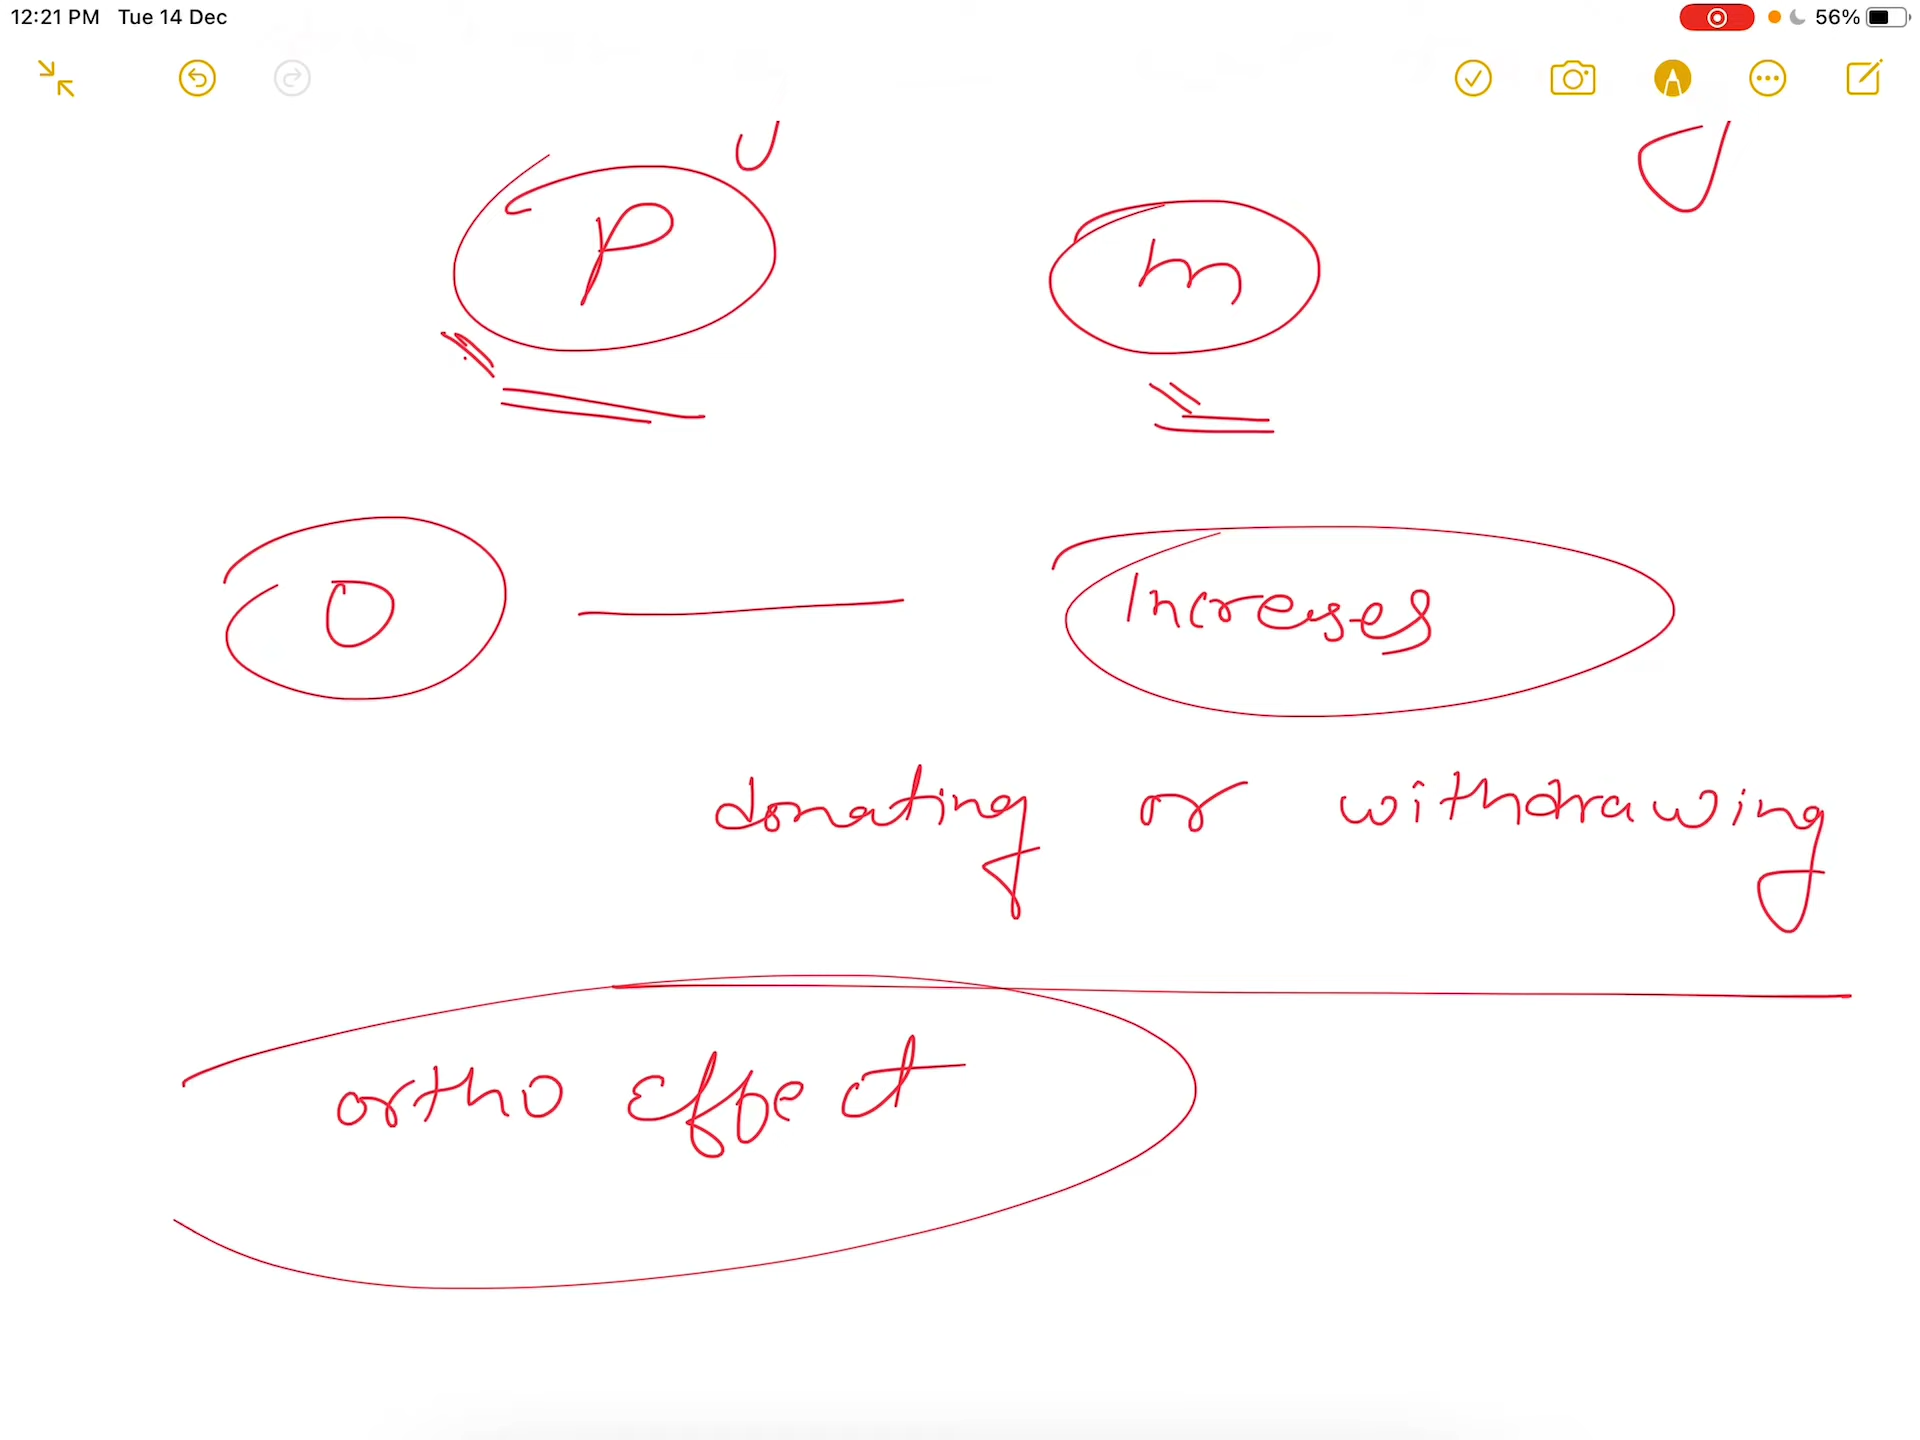 12:21 PM Tue 14 Dec 56%
P m
O — Increses
donating or withdrawing
ortho effect